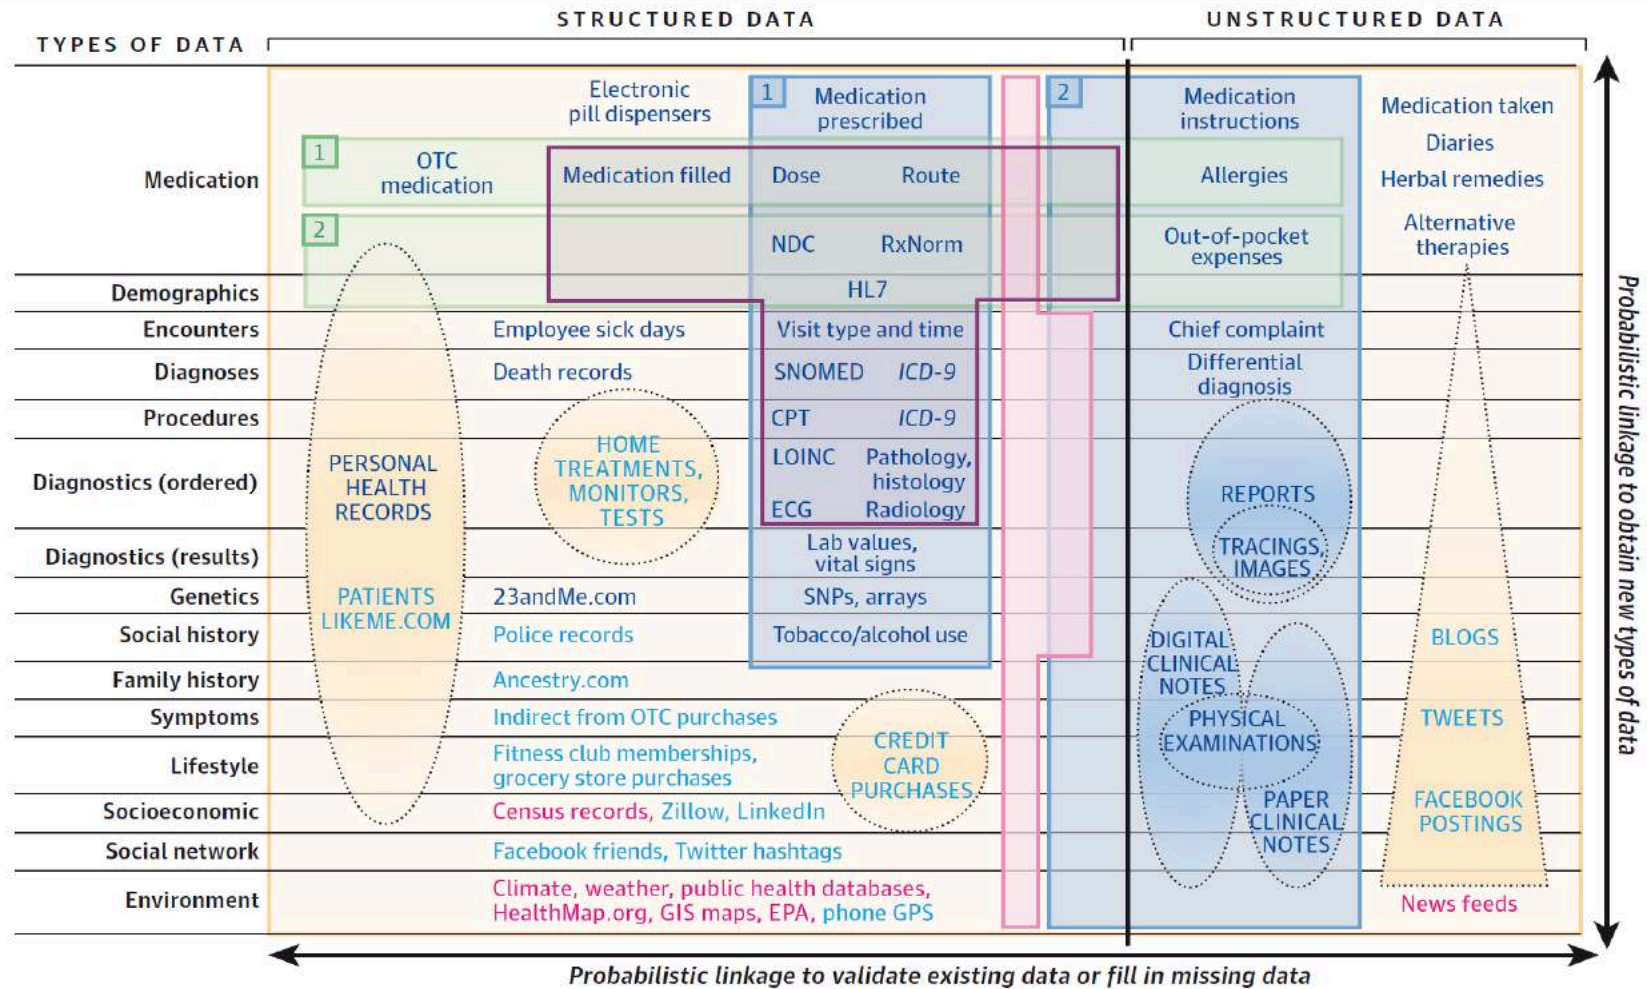 STRUCTURED DATA
UNSTRUCTURED DATA
TYPES OF DATA
Electronic
pill dispensers
1
Medication
prescribed
2
Medication
instructions
Medication taken
Diaries
Herbal remedies
Alternative
therapies
Medication
1
OTC
medication
Medication filled
Dose
Route
Allergies
2
NDC
RxNorm
Out-of-pocket
expenses
Demographics
HL7
Encounters
Employee sick days
Visit type and time
Chief complaint
Diagnoses
Death records
SNOMED
ICD-9
Differential
diagnosis
Procedures
CPT
ICD-9
Diagnostics (ordered)
PERSONAL
HEALTH
RECORDS
HOME
TREATMENTS,
MONITORS,
TESTS
LOINC
Pathology,
histology
ECG
Radiology
REPORTS
TRACINGS,
IMAGES
Diagnostics (results)
Lab values,
vital signs
Genetics
PATIENTS
LIKEME.COM
23andMe.com
SNPs, arrays
Social history
Police records
Tobacco/alcohol use
DIGITAL
CLINICAL
NOTES
BLOGS
Family history
Ancestry.com
Symptoms
Indirect from OTC purchases
PHYSICAL
EXAMINATIONS
TWEETS
Lifestyle
Fitness club memberships,
grocery store purchases
CREDIT
CARD
PURCHASES
Socioeconomic
Census records, Zillow, LinkedIn
PAPER
CLINICAL
NOTES
FACEBOOK
POSTINGS
Social network
Facebook friends, Twitter hashtags
Environment
Climate, weather, public health databases,
HealthMap.org, GIS maps, EPA, phone GPS
News feeds
Probabilistic linkage to obtain new types of data
Probabilistic linkage to validate existing data or fill in missing data